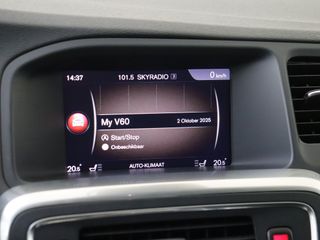 14:37 101.5 SKYRADIO 3 0 km/h
My V60 2 Oktober 2025
Start/Stop
Onbeschikbaar
20.5° AUTO-KLIMAAT 20.5°